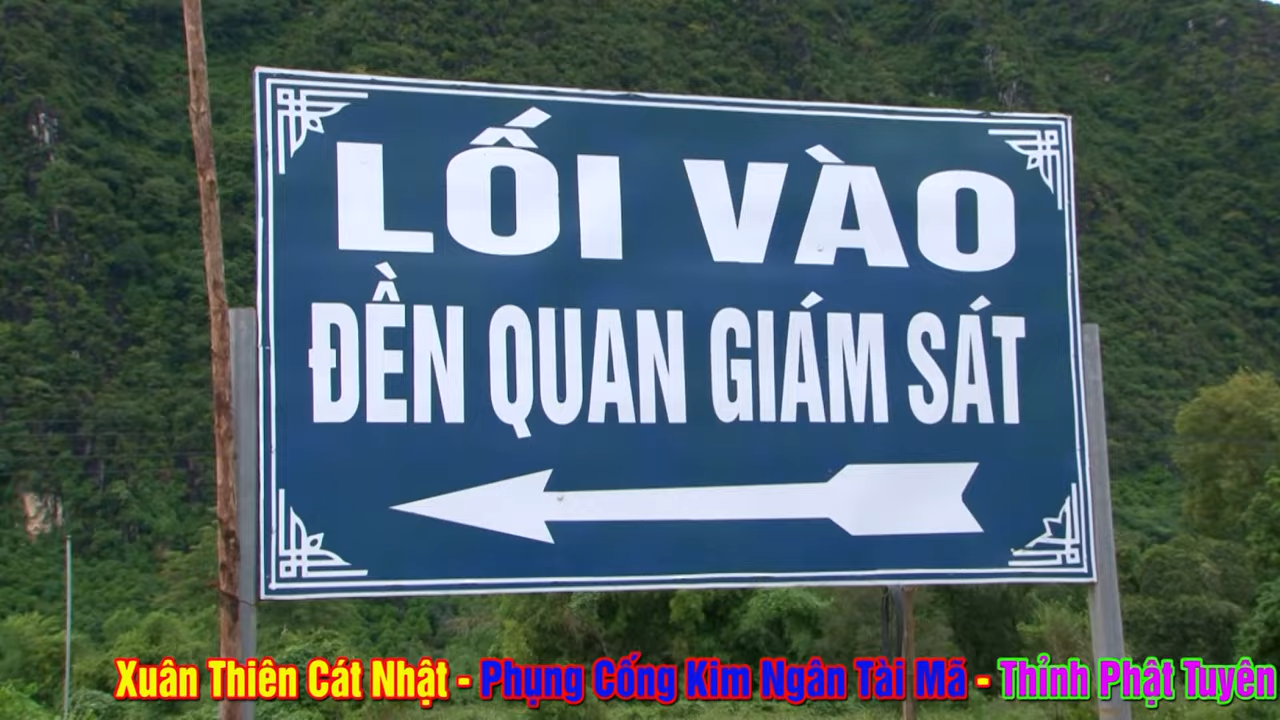 LỐI VÀO
ĐỀN QUAN GIÁM SÁT
Xuân Thiên Cát Nhật - Phụng Cống Kim Ngân Tài Mã - Thỉnh Phật Tuyên